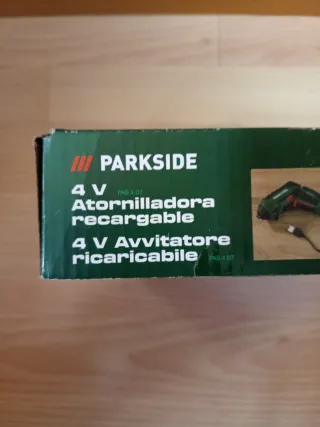 PARKSIDE
4 V
Atornilladora
recargable
4 V Avvitatore
ricaricabile